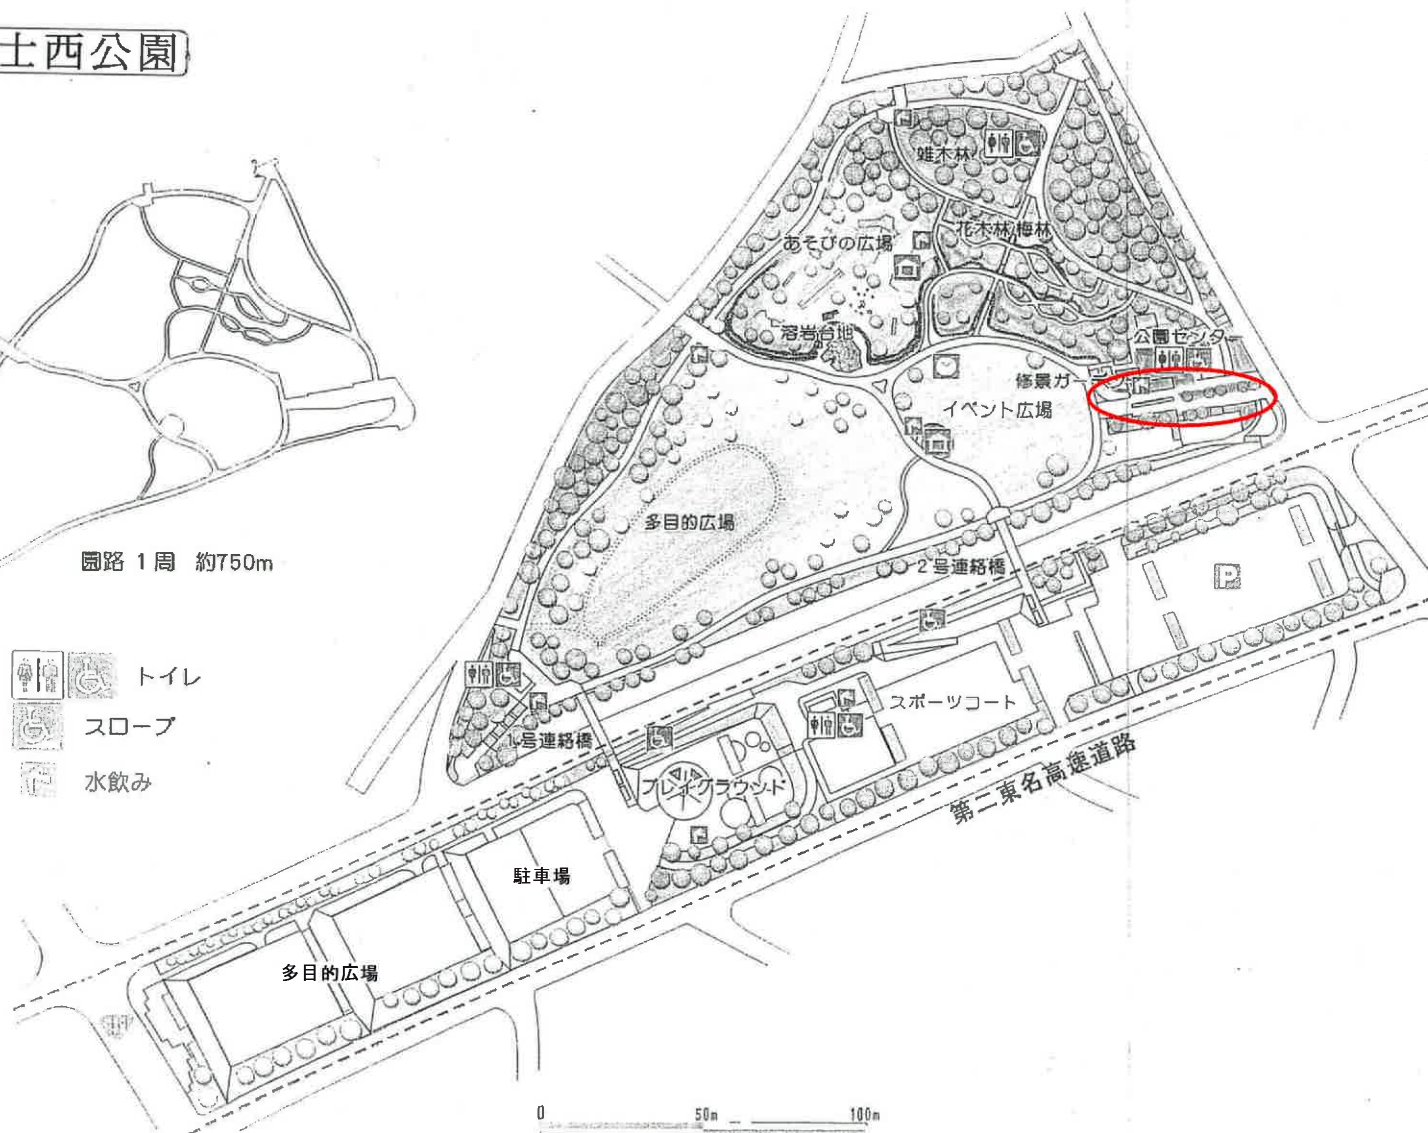 士西公園
雑木林
花木林 梅林
あそびの広場
溶岩台地
公園センタ
修景ガーデン
イベント広場
多目的広場
園路 1周 約750m
2号連絡橋
P
トイレ
スロープ
水飲み
スポーツコート
1号連絡橋
プレイグラウンド
第二東名高速道路
駐車場
多目的広場
0 50m 100m